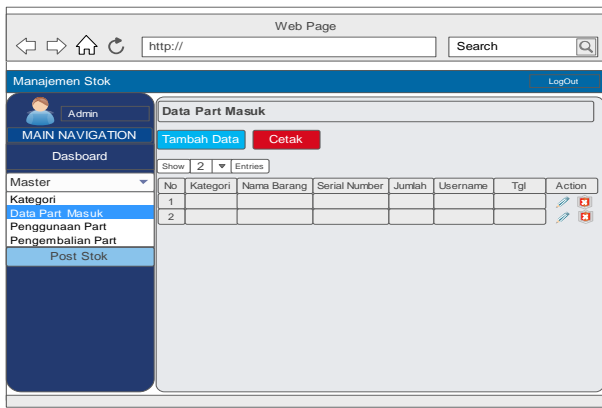 Web Page
http://
Search
Manajemen Stok
LogOut
Admin
MAIN NAVIGATION
Dasboard
Master
Kategori
Data Part Masuk
Penggunaan Part
Pengembalian Part
Post Stok
Data Part Masuk
Tambah Data Cetak
Show 2 Entries
No Kategori Nama Barang Serial Number Jumlah Username Tgl Action
1
2